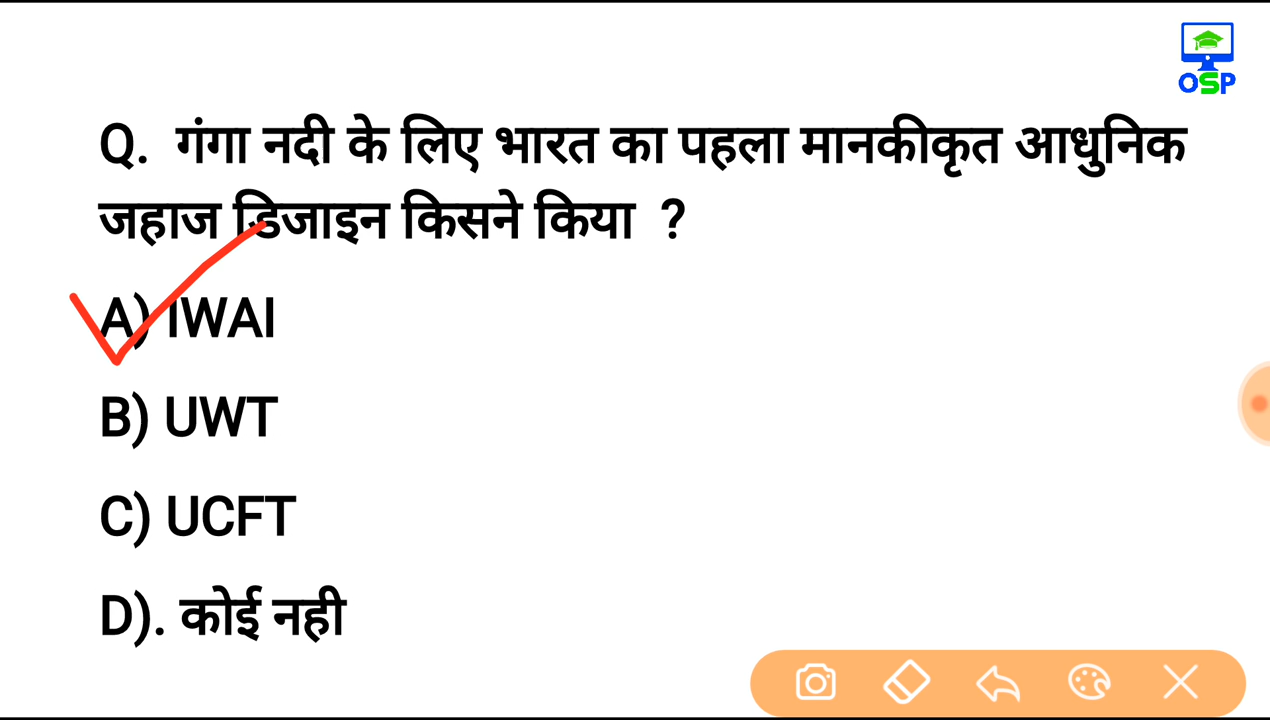 OSP
Q. गंगा नदी के लिए भारत का पहला मानकीकृत आधुनिक
जहाज डिजाइन किसने किया ?
A) IWAI
B) UWT
C) UCFT
D). कोई नही